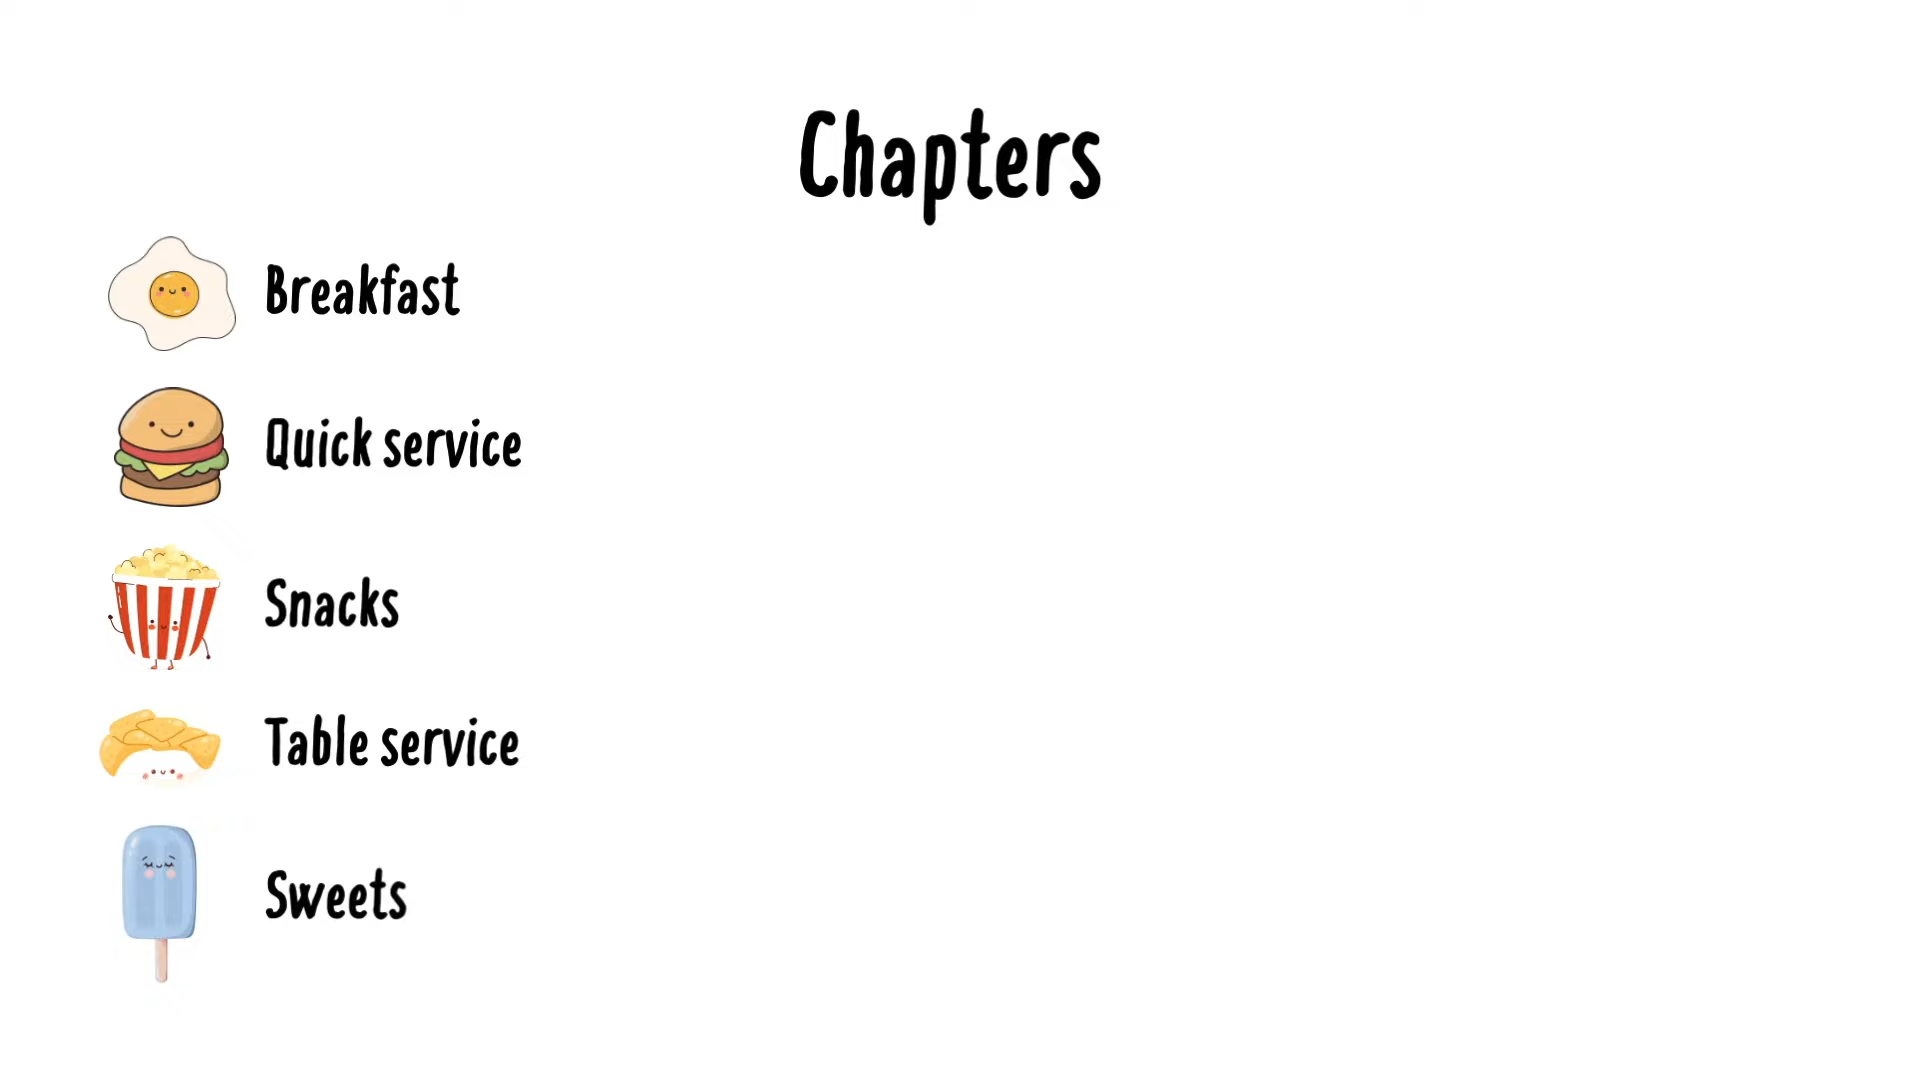 Chapters
Breakfast
Quick service
Snacks
Table service
Sweets